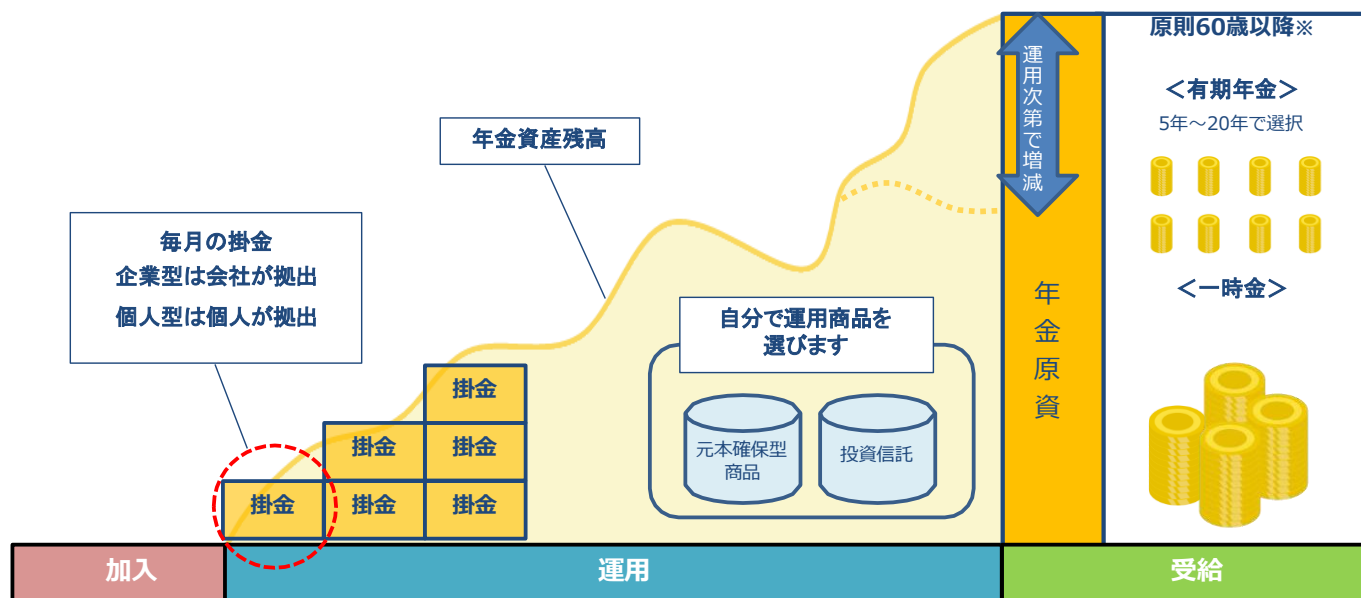 毎月の掛金
企業型は会社が拠出
個人型は個人が拠出
年金資産残高
掛金
掛金
掛金
掛金
掛金
掛金
自分で運用商品を
選びます
元本確保型
商品
投資信託
運用次第で増減
年金原資
原則60歳以降※
＜有期年金＞
5年～20年で選択
＜一時金＞
加入
運用
受給